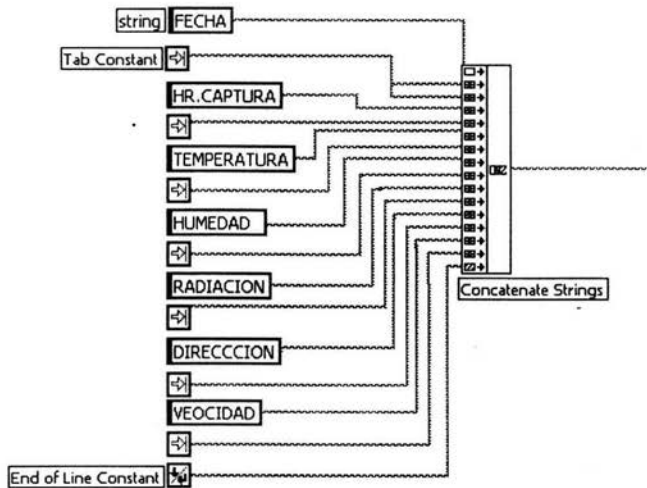 string FECHA
Tab Constant
HR.CAPTURA
TEMPERATURA
HUMEDAD
RADIACION
Concatenate Strings
DIRECCCION
VEOCIDAD
End of Line Constant